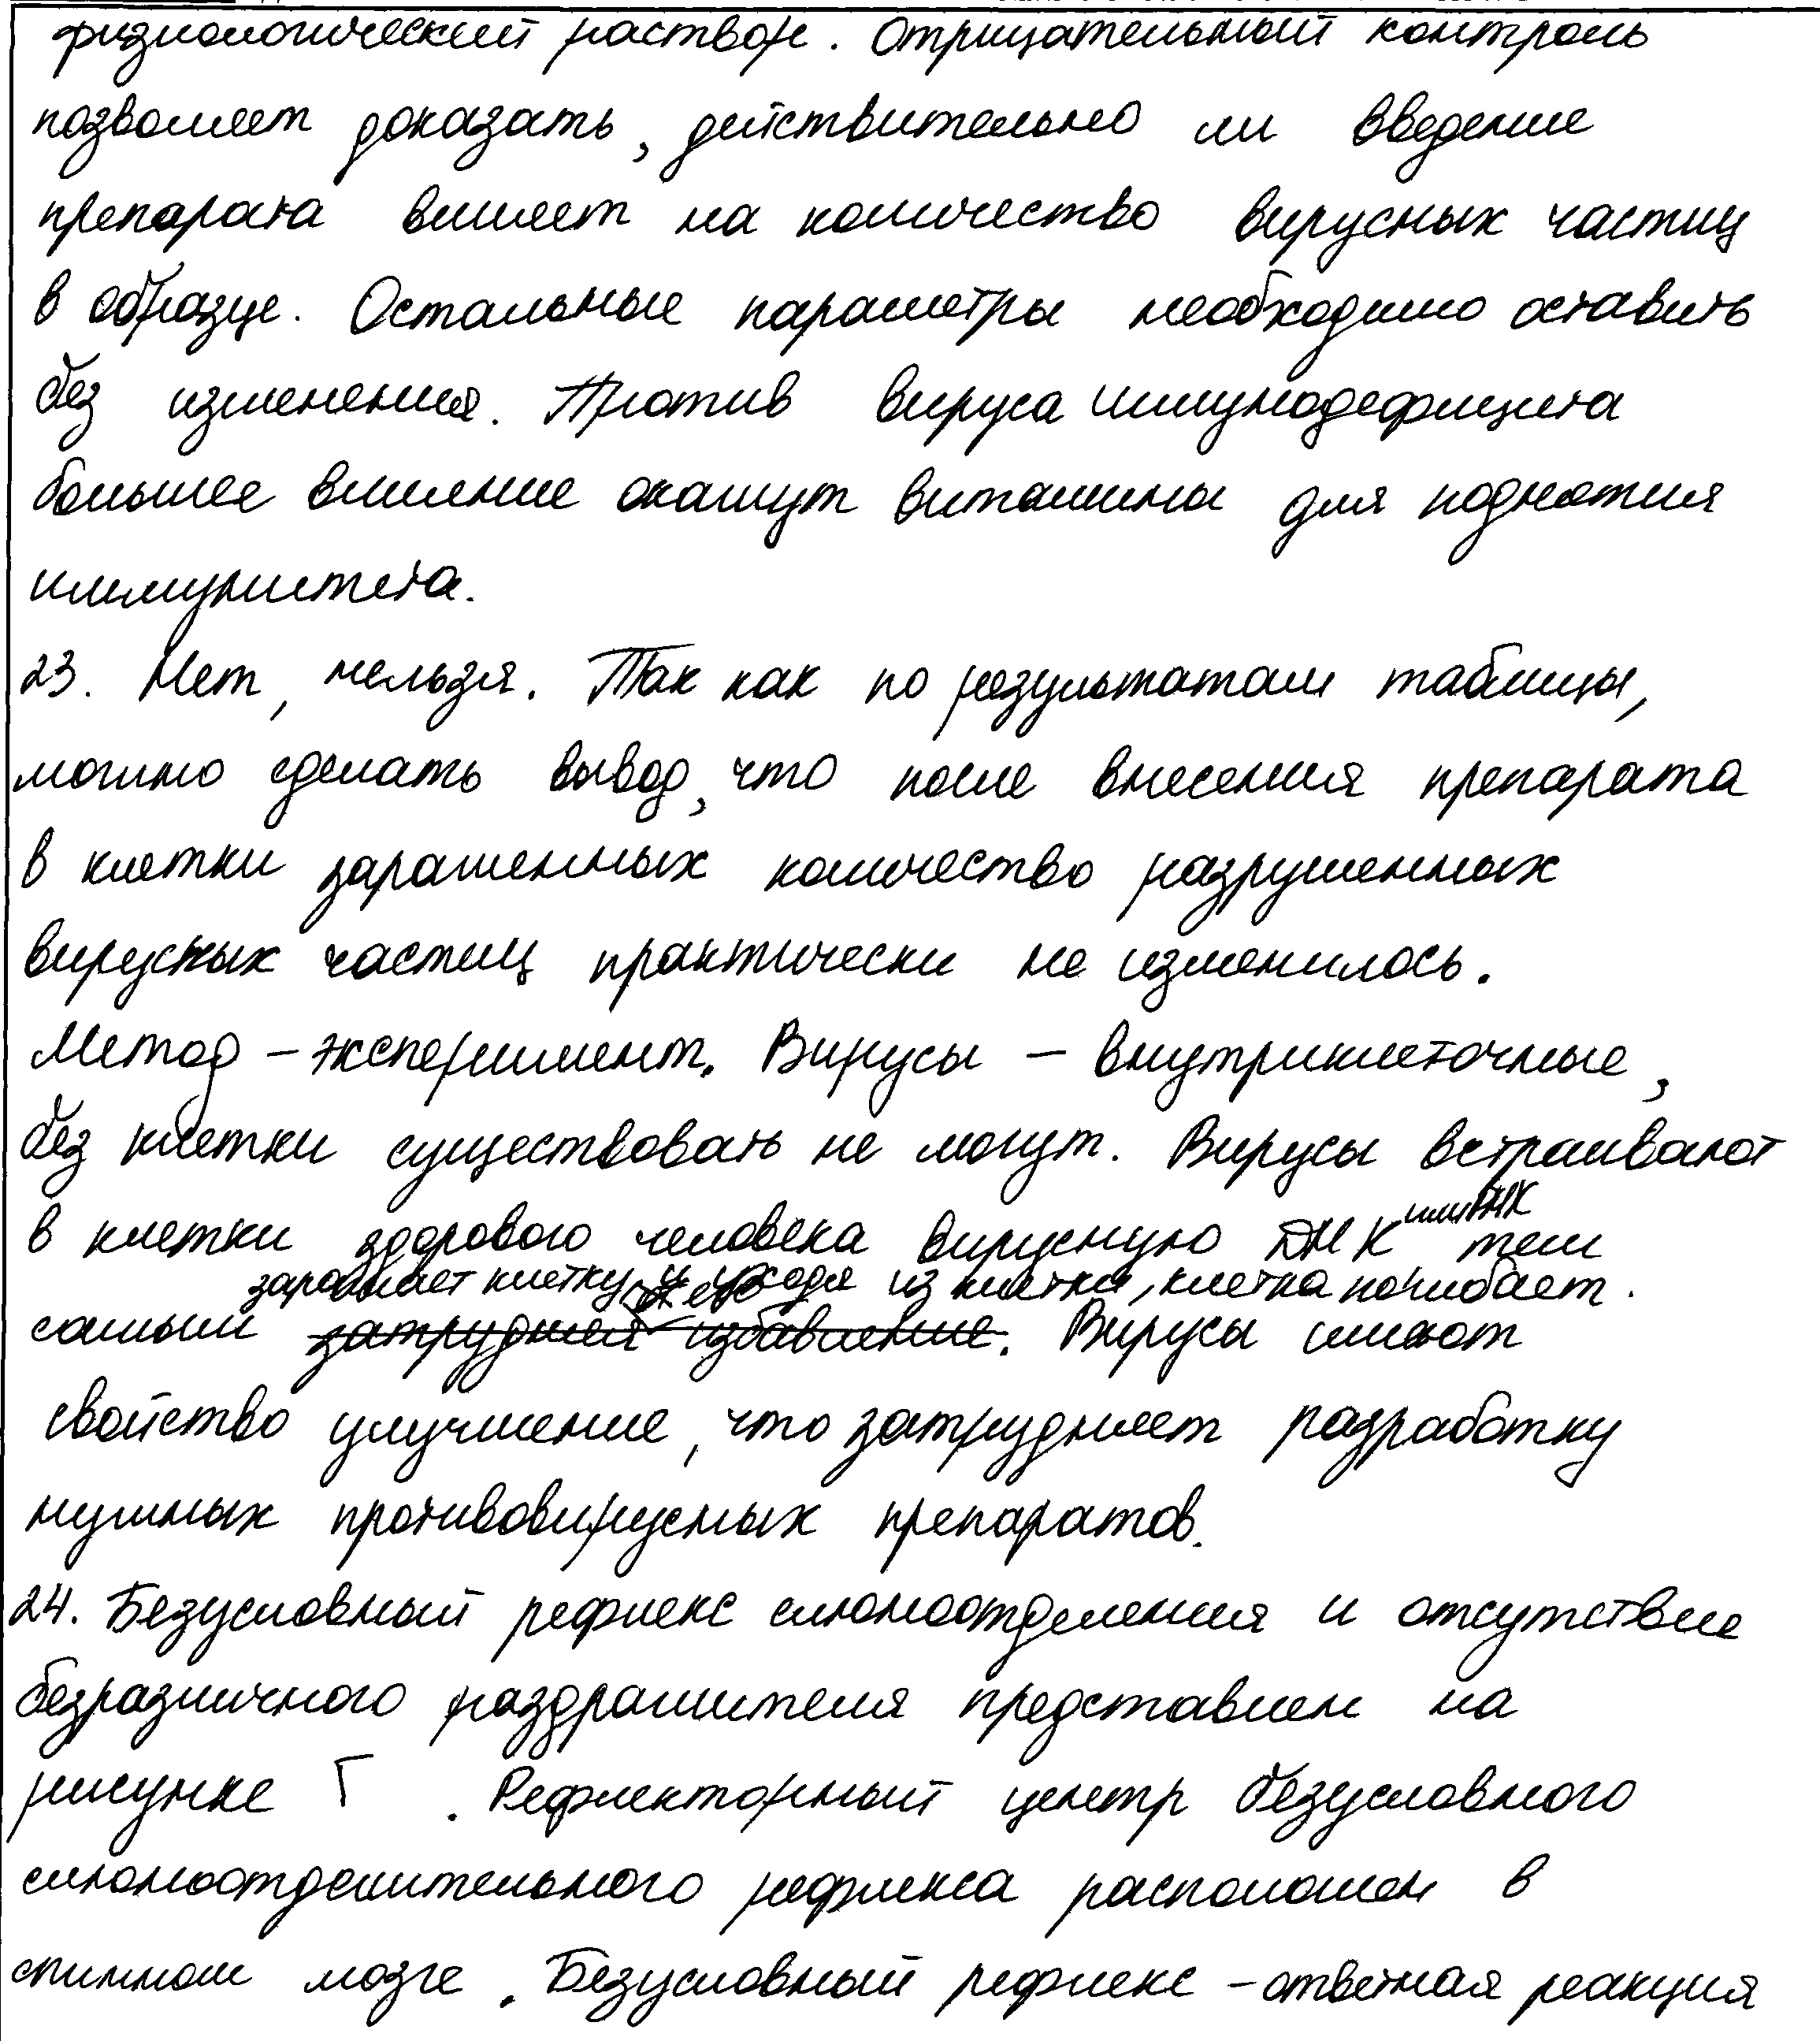 физиологический раствор. Отрицательный контроль
позволяет доказать, действительно ли введение
препарата влияет на количество вирусных частиц
в образце. Остальные параметры необходимо оставить
без изменения. Против вируса иммунодефицита
большее влияние окажут витамины для поднятия
иммунитета.
23. Нет, нельзя. Так как по результатам таблицы,
можно сделать вывод, что после внесения препарата
в клетки зараженных количество разрушенных
вирусных частиц практически не изменилось.
Метод – эксперимент. Вирусы – внутриклеточные,
без клетки существовать не могут. Вирусы встраивают
или РНК
в клетки здорового человека вирусную ДНК тем
заражает клетку и уходя из клетки, клетка погибает.
самым затрудняя избавление. Вирусы имеют
свойство улучшение, что затрудняет разработку
нужных противовирусных препаратов.
24. Безусловный рефлекс слюноотделения и отсутствие
безразличного раздражителя представлен на
рисунке Г. Рефлекторный центр безусловного
слюноотделительного рефлекса расположен в
спинном мозге. Безусловный рефлекс – ответная реакция